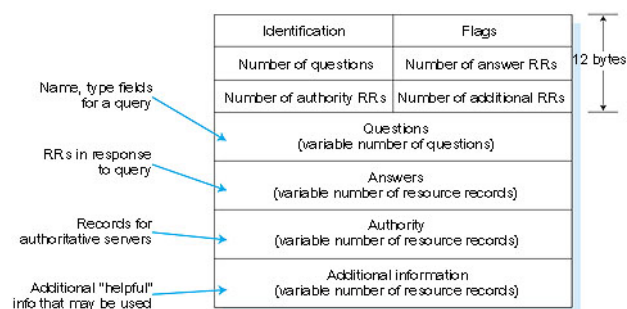 Identification
Flags
Number of questions
Number of answer RRs
12 bytes
Number of authority RRs
Number of additional RRs
Name, type fields
for a query
Questions
(variable number of questions)
RRs in response
to query
Answers
(variable number of resource records)
Records for
authoritative servers
Authority
(variable number of resource records)
Additional "helpful"
info that may be used
Additional information
(variable number of resource records)